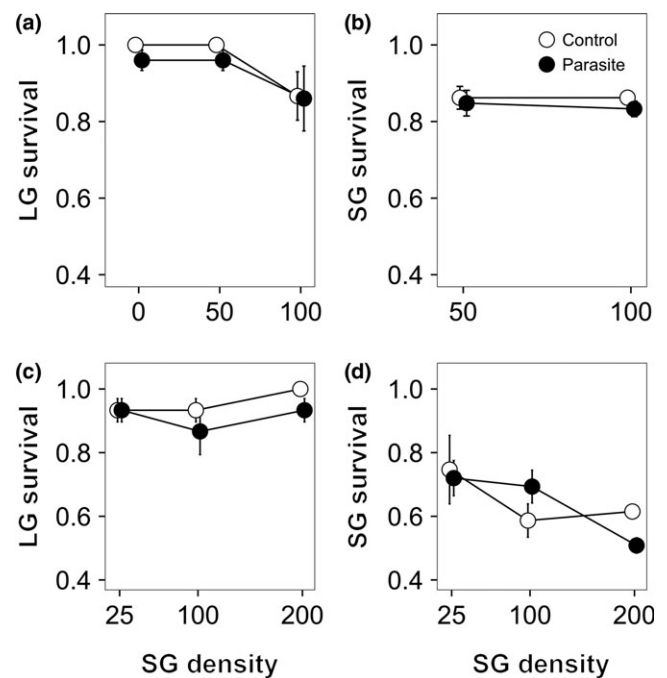 (a)
LG survival
1.0
0.8
0.6
0.4
0 50 100
(b)
SG survival
1.0
0.8
0.6
0.4
50 100
Control
Parasite
(c)
LG survival
1.0
0.8
0.6
0.4
25 100 200
SG density
(d)
SG survival
1.0
0.8
0.6
0.4
25 100 200
SG density